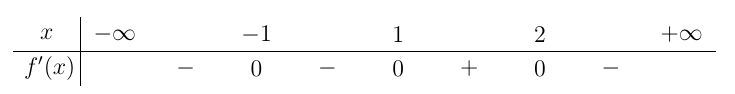 x −∞ −1 1 2 +∞
f′(x) − 0 − 0 + 0 −